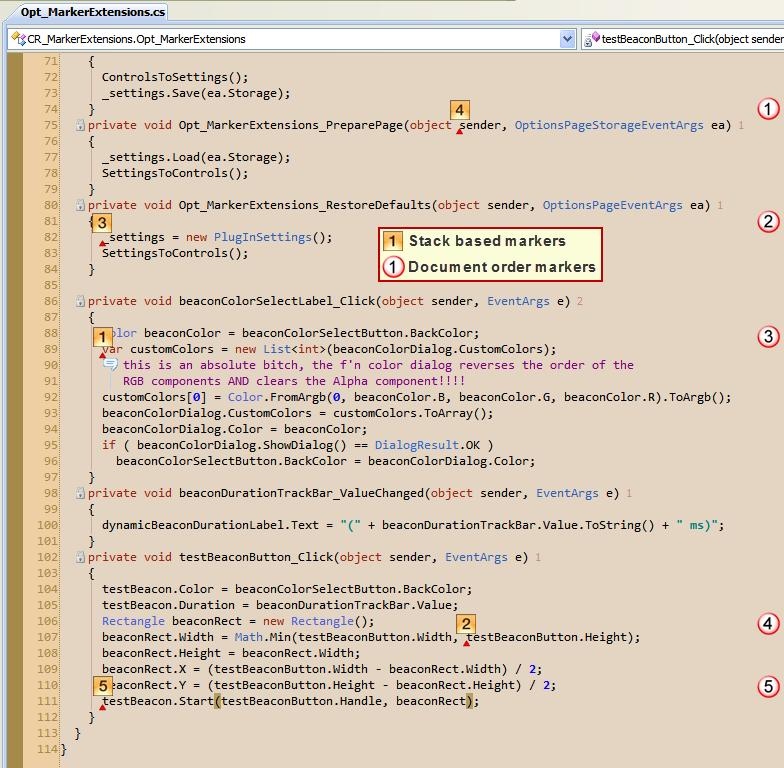 Opt_MarkerExtensions.cs
CR_MarkerExtensions.Opt_MarkerExtensions testBeaconButton_Click(object sender
71 {
72 ControlsToSettings();
73 _settings.Save(ea.Storage);
74 }
4 1
75 private void Opt_MarkerExtensions_PreparePage(object sender, OptionsPageStorageEventArgs ea) 1
76 {
77 _settings.Load(ea.Storage);
78 SettingsToControls();
79 }
80 private void Opt_MarkerExtensions_RestoreDefaults(object sender, OptionsPageEventArgs ea) 1
81 { 3 2
82 _settings = new PlugInSettings();
83 SettingsToControls();
84 }
1 Stack based markers
1 Document order markers
85
86 private void beaconColorSelectLabel_Click(object sender, EventArgs e) 2
87 {
88 Color beaconColor = beaconColorSelectButton.BackColor;
1 3
89 var customColors = new List<int>(beaconColorDialog.CustomColors);
90 this is an absolute bitch, the f'n color dialog reverses the order of the
91 RGB components AND clears the Alpha component!!!!
92 customColors[0] = Color.FromArgb(0, beaconColor.B, beaconColor.G, beaconColor.R).ToArgb();
93 beaconColorDialog.CustomColors = customColors.ToArray();
94 beaconColorDialog.Color = beaconColor;
95 if ( beaconColorDialog.ShowDialog() == DialogResult.OK )
96 beaconColorSelectButton.BackColor = beaconColorDialog.Color;
97 }
98 private void beaconDurationTrackBar_ValueChanged(object sender, EventArgs e) 1
99 {
100 dynamicBeaconDurationLabel.Text = "(" + beaconDurationTrackBar.Value.ToString() + " ms)";
101 }
102 private void testBeaconButton_Click(object sender, EventArgs e) 1
103 {
104 testBeacon.Color = beaconColorSelectButton.BackColor;
105 testBeacon.Duration = beaconDurationTrackBar.Value;
106 Rectangle beaconRect = new Rectangle(); 2 4
107 beaconRect.Width = Math.Min(testBeaconButton.Width, testBeaconButton.Height);
108 beaconRect.Height = beaconRect.Width;
109 beaconRect.X = (testBeaconButton.Width - beaconRect.Width) / 2;
110 beaconRect.Y = (testBeaconButton.Height - beaconRect.Height) / 2;
5 5
111 testBeacon.Start(testBeaconButton.Handle, beaconRect);
112 }
113 }
114 }